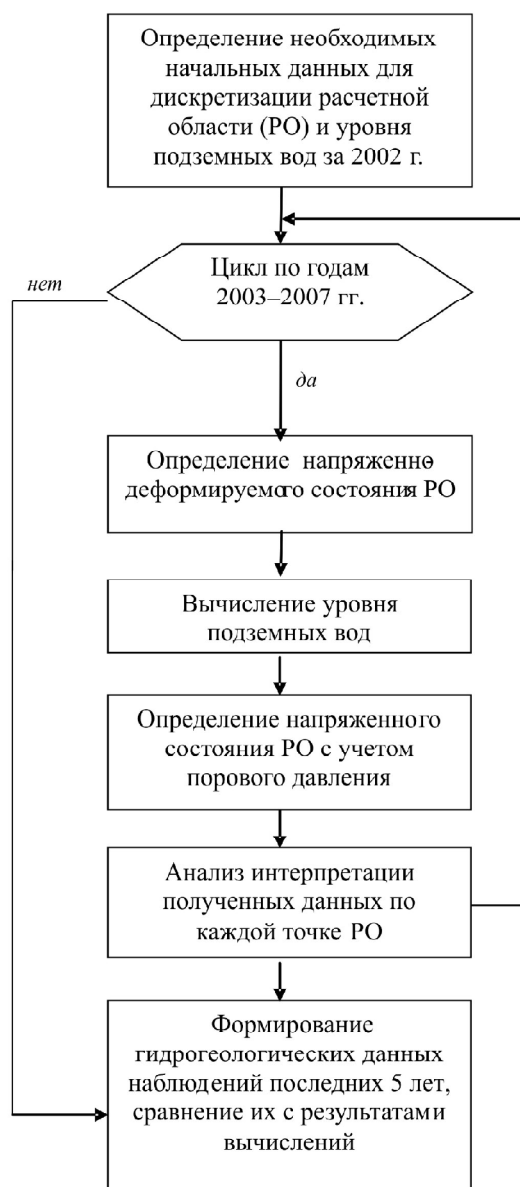 Определение необходимых
начальных данных для
дискретизации расчетной
области (РО) и уровня
подземных вод за 2002 г.
нет
Цикл по годам
2003–2007 гг.
да
Определение напряженно-
деформируемого состояния РО
Вычисление уровня
подземных вод
Определение напряженного
состояния РО с учетом
порового давления
Анализ интерпретации
полученных данных по
каждой точке РО
Формирование
гидрогеологических данных
наблюдений последних 5 лет,
сравнение их с результатами
вычислений